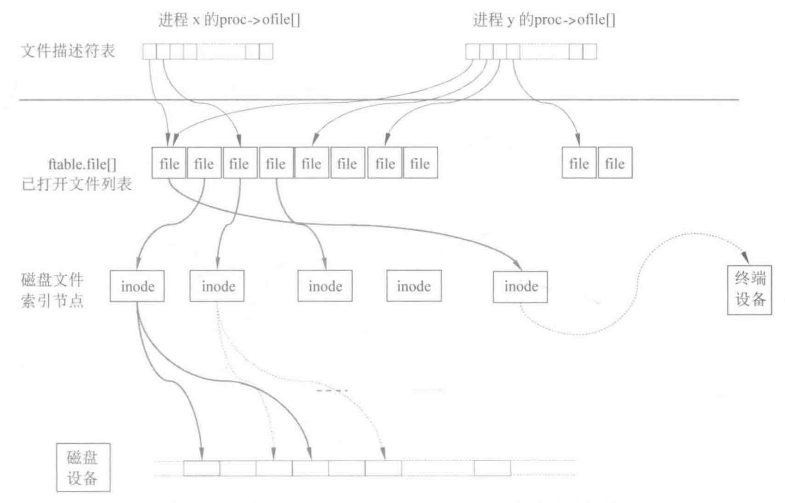 进程 x 的proc->ofile[]
进程 y 的proc->ofile[]
文件描述符表
ftable.file[]
已打开文件列表
file file file file file file file file
file file
磁盘文件
索引节点
inode
inode
inode
inode
inode
终端
设备
磁盘
设备